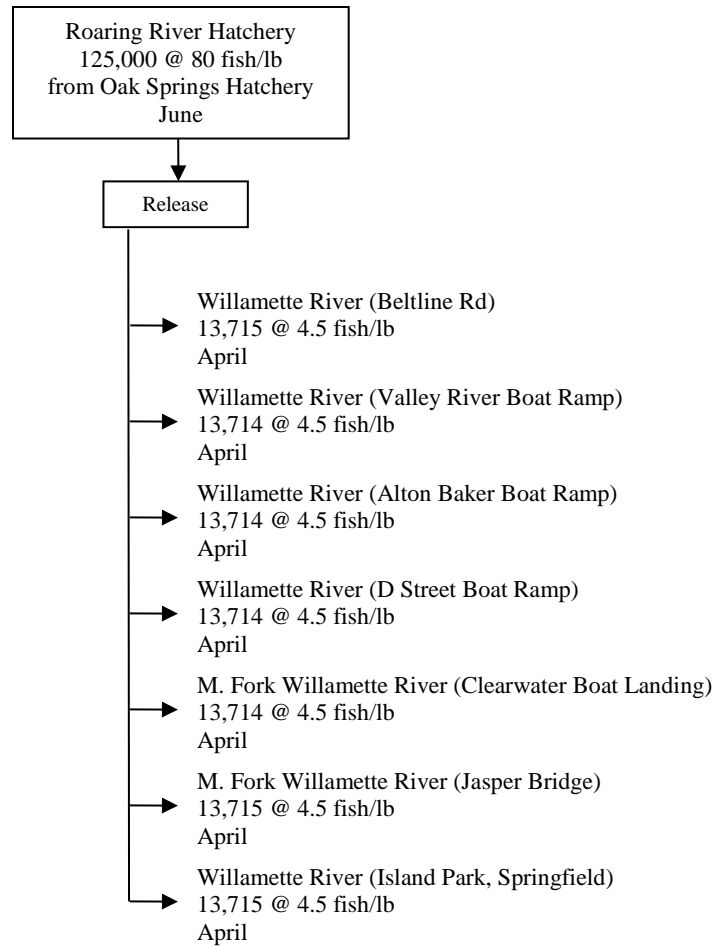 Roaring River Hatchery
125,000 @ 80 fish/lb
from Oak Springs Hatchery
June
Release
Willamette River (Beltline Rd)
13,715 @ 4.5 fish/lb
April
Willamette River (Valley River Boat Ramp)
13,714 @ 4.5 fish/lb
April
Willamette River (Alton Baker Boat Ramp)
13,714 @ 4.5 fish/lb
April
Willamette River (D Street Boat Ramp)
13,714 @ 4.5 fish/lb
April
M. Fork Willamette River (Clearwater Boat Landing)
13,714 @ 4.5 fish/lb
April
M. Fork Willamette River (Jasper Bridge)
13,715 @ 4.5 fish/lb
April
Willamette River (Island Park, Springfield)
13,715 @ 4.5 fish/lb
April